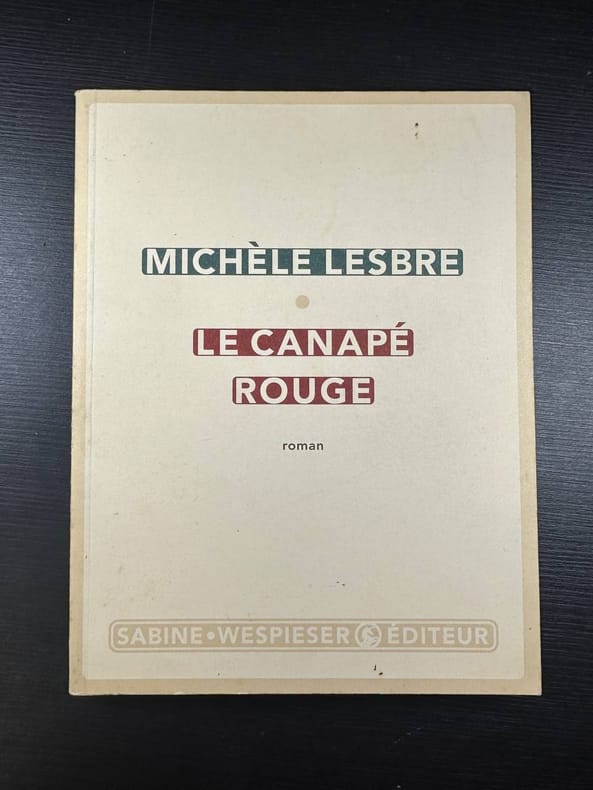 MICHÈLE LESBRE
LE CANAPÉ
ROUGE
roman
SABINE • WESPIESER ÉDITEUR